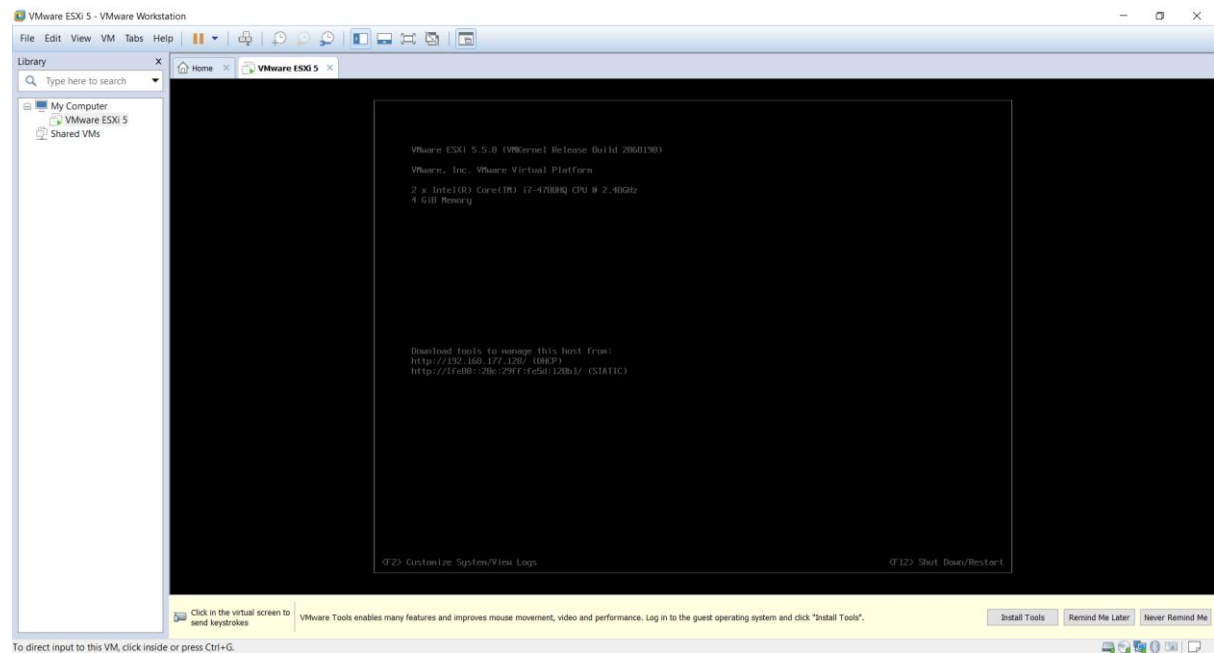 VMware ESXi 5 - VMware Workstation
File Edit View VM Tabs Help
Library x
Type here to search
My Computer
VMware ESXi 5
Shared VMs
Home × VMware ESXi 5 ×
VMware ESXi 5.5.0 (VMKernel Release Build 2068190)
VMware, Inc. VMware Virtual Platform
2 x Intel(R) Core(TM) i7-4700HQ CPU @ 2.40GHz
4 GiB Memory
Download tools to manage this host from:
http://192.168.177.128/ (DHCP)
http://[fe80::20c:29ff:fe5d:128b]/ (STATIC)
<F2> Customize System/View Logs <F12> Shut Down/Restart
Click in the virtual screen to
send keystrokes
VMware Tools enables many features and improves mouse movement, video and performance. Log in to the guest operating system and click "Install Tools".
Install Tools Remind Me Later Never Remind Me
To direct input to this VM, click inside or press Ctrl+G.